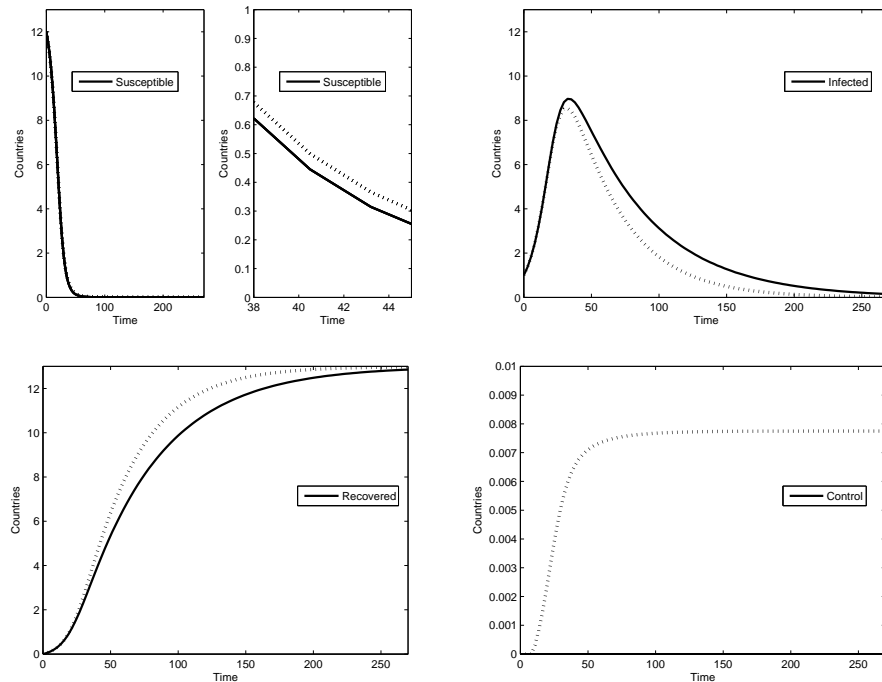 12
10
8
6
4
2
0
Countries
Susceptible
0 100 200
Time
1
0.9
0.8
0.7
0.6
0.5
0.4
0.3
0.2
0.1
0
Countries
Susceptible
38 40 42 44
Time
12
10
8
6
4
2
0
Countries
Infected
0 50 100 150 200 250
Time
12
10
8
6
4
2
0
Countries
Recovered
0 50 100 150 200 250
Time
0.01
0.009
0.008
0.007
0.006
0.005
0.004
0.003
0.002
0.001
0
Countries
Control
0 50 100 150 200 250
Time